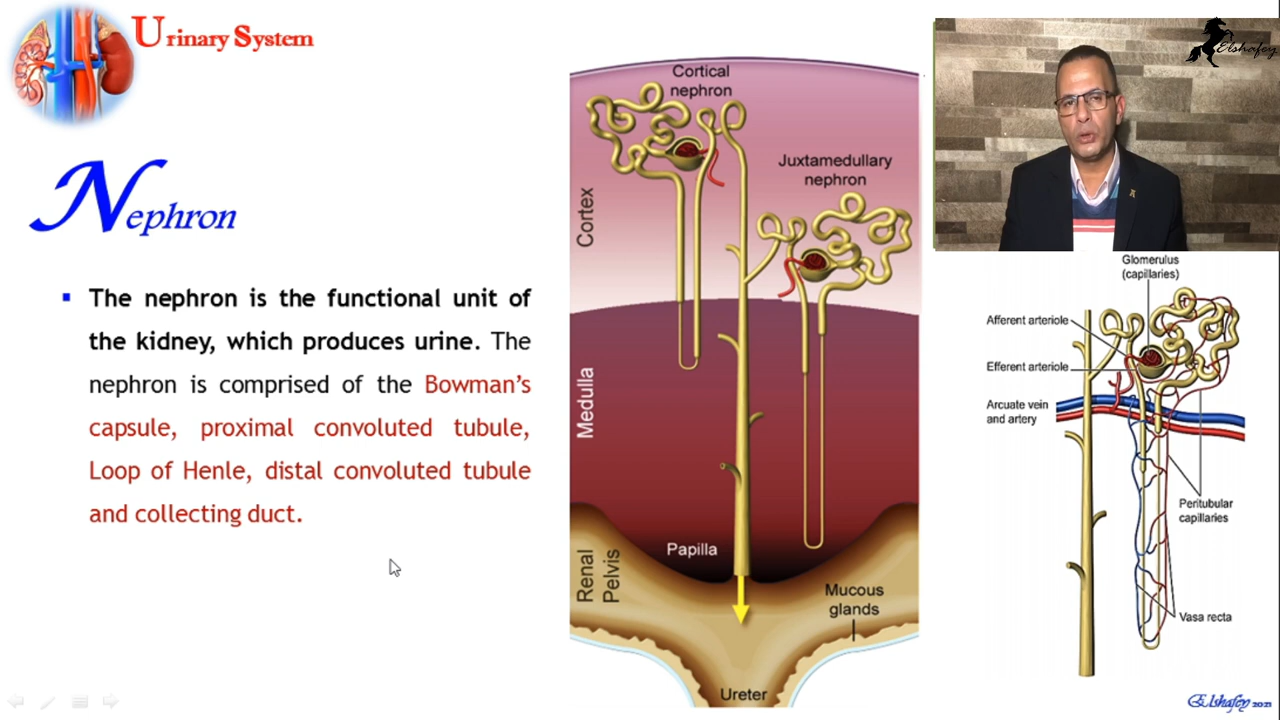 Urinary System
Elshafey
Nephron
The nephron is the functional unit of
the kidney, which produces urine. The
nephron is comprised of the Bowman's
capsule, proximal convoluted tubule,
Loop of Henle, distal convoluted tubule
and collecting duct.
Cortical
nephron
Juxtamedullary
nephron
Cortex
Medulla
Papilla
Renal
Pelvis
Mucous
glands
Ureter
Glomerulus
(capillaries)
Afferent arteriole
Efferent arteriole
Arcuate vein
and artery
Peritubular
capillaries
Vasa recta
Elshafey 2021